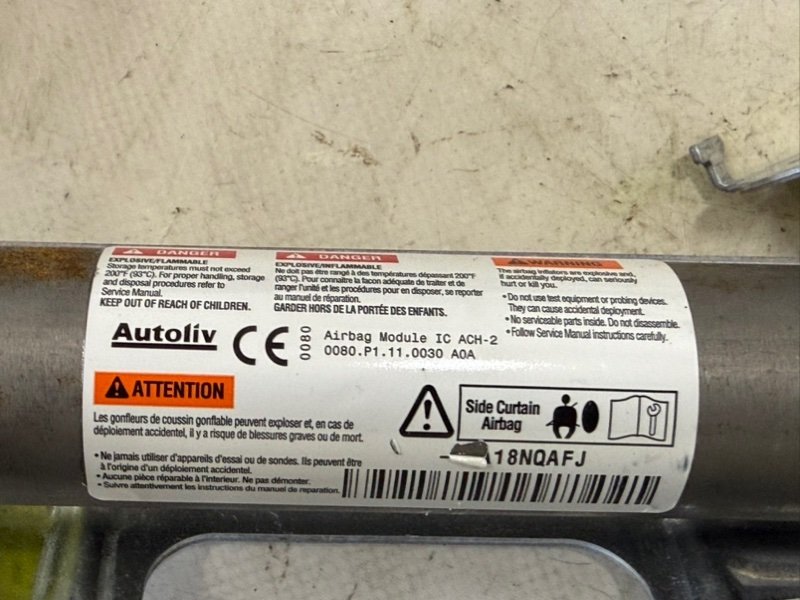 DANGER
EXPLOSIVE/FLAMMABLE
Storage temperatures must not exceed
200°F (93°C). For proper handling, storage
and disposal procedures refer to
Service Manual.
KEEP OUT OF REACH OF CHILDREN.
DANGER
EXPLOSIVE/INFLAMMABLE
Ne doit pas être rangé à des températures dépassant 200°F
(93°C). Pour connaître la facon adéquate de traiter et de
ranger l'unité et les procédures pour en disposer, se reporter
au manuel de réparation.
GARDER HORS DE LA PORTÉE DES ENFANTS.
WARNING
The airbag inflators are explosive and,
if accidentally deployed, can seriously
hurt or kill you.
• Do not use test equipment or probing devices.
They can cause accidental deployment.
• No serviceable parts inside. Do not disassemble.
• Follow Service Manual instructions carefully.
Autoliv
CE
0080
Airbag Module IC ACH-2
0080.P1.11.0030 A0A
ATTENTION
Les gonfleurs de coussin gonflable peuvent exploser et, en cas de
déploiement accidentel, il y a risque de blessures graves ou de mort.
• Ne jamais utiliser d'appareils d'essai ou de sondes. Ils peuvent être
à l'origine d'un déploiement accidentel.
• Aucune pièce réparable à l'interieur. Ne pas démonter.
• Suivre attentivement les instructions du manuel de reparation.
Side Curtain
Airbag
18NQAFJ